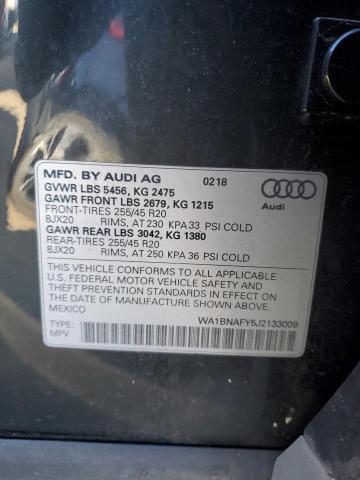 MFD. BY AUDI AG 0218
GVWR LBS 5456, KG 2475
GAWR FRONT LBS 2679, KG 1215
FRONT-TIRES 255/45 R20
8JX20 RIMS, AT 230 KPA 33 PSI COLD
GAWR REAR LBS 3042, KG 1380
REAR-TIRES 255/45 R20
8JX20 RIMS, AT 250 KPA 36 PSI COLD
Audi
THIS VEHICLE CONFORMS TO ALL APPLICABLE
U.S. FEDERAL MOTOR VEHICLE SAFETY
STANDARDS IN EFFECT ON
THE DATE OF MANUFACTURE SHOWN ABOVE.
MEXICO
WA1BNAFY5J2133009
TYPE:
MPV